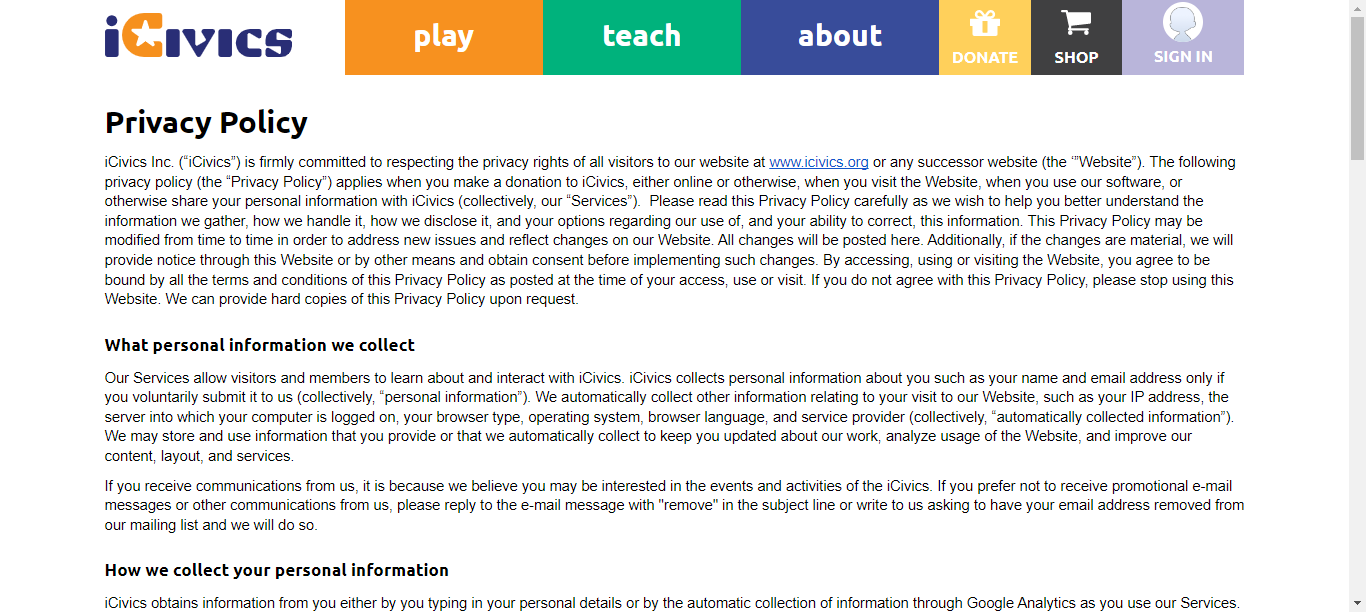 iCivics
play
teach
about
DONATE
SHOP
SIGN IN
Privacy Policy
iCivics Inc. (“iCivics”) is firmly committed to respecting the privacy rights of all visitors to our website at www.icivics.org or any successor website (the ‘”Website”). The following
privacy policy (the “Privacy Policy”) applies when you make a donation to iCivics, either online or otherwise, when you visit the Website, when you use our software, or
otherwise share your personal information with iCivics (collectively, our “Services”).  Please read this Privacy Policy carefully as we wish to help you better understand the
information we gather, how we handle it, how we disclose it, and your options regarding our use of, and your ability to correct, this information. This Privacy Policy may be
modified from time to time in order to address new issues and reflect changes on our Website. All changes will be posted here. Additionally, if the changes are material, we will
provide notice through this Website or by other means and obtain consent before implementing such changes. By accessing, using or visiting the Website, you agree to be
bound by all the terms and conditions of this Privacy Policy as posted at the time of your access, use or visit. If you do not agree with this Privacy Policy, please stop using this
Website. We can provide hard copies of this Privacy Policy upon request.
What personal information we collect
Our Services allow visitors and members to learn about and interact with iCivics. iCivics collects personal information about you such as your name and email address only if
you voluntarily submit it to us (collectively, “personal information”). We automatically collect other information relating to your visit to our Website, such as your IP address, the
server into which your computer is logged on, your browser type, operating system, browser language, and service provider (collectively, “automatically collected information”).
We may store and use information that you provide or that we automatically collect to keep you updated about our work, analyze usage of the Website, and improve our
content, layout, and services.
If you receive communications from us, it is because we believe you may be interested in the events and activities of the iCivics. If you prefer not to receive promotional e-mail
messages or other communications from us, please reply to the e-mail message with "remove" in the subject line or write to us asking to have your email address removed from
our mailing list and we will do so.
How we collect your personal information
iCivics obtains information from you either by you typing in your personal details or by the automatic collection of information through Google Analytics as you use our Services.